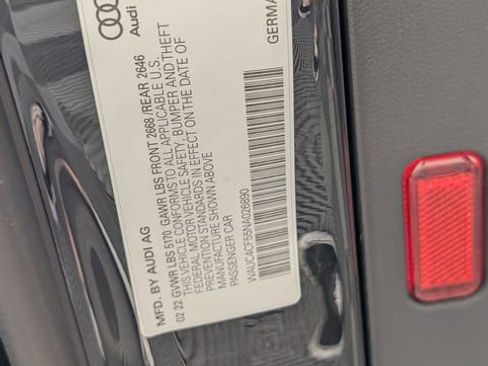 Audi
GERMA
MFD. BY AUDI AG
02 22 GVWR LBS 5170 GAWR LBS FRONT 2668 /REAR 2646
THIS VEHICLE CONFORMS TO ALL APPLICABLE U.S.
FEDERAL MOTOR VEHICLE SAFETY, BUMPER AND THEFT
PREVENTION STANDARDS IN EFFECT ON THE DATE OF
MANUFACTURE SHOWN ABOVE
PASSENGER CAR
WAUC4CF55NA026890